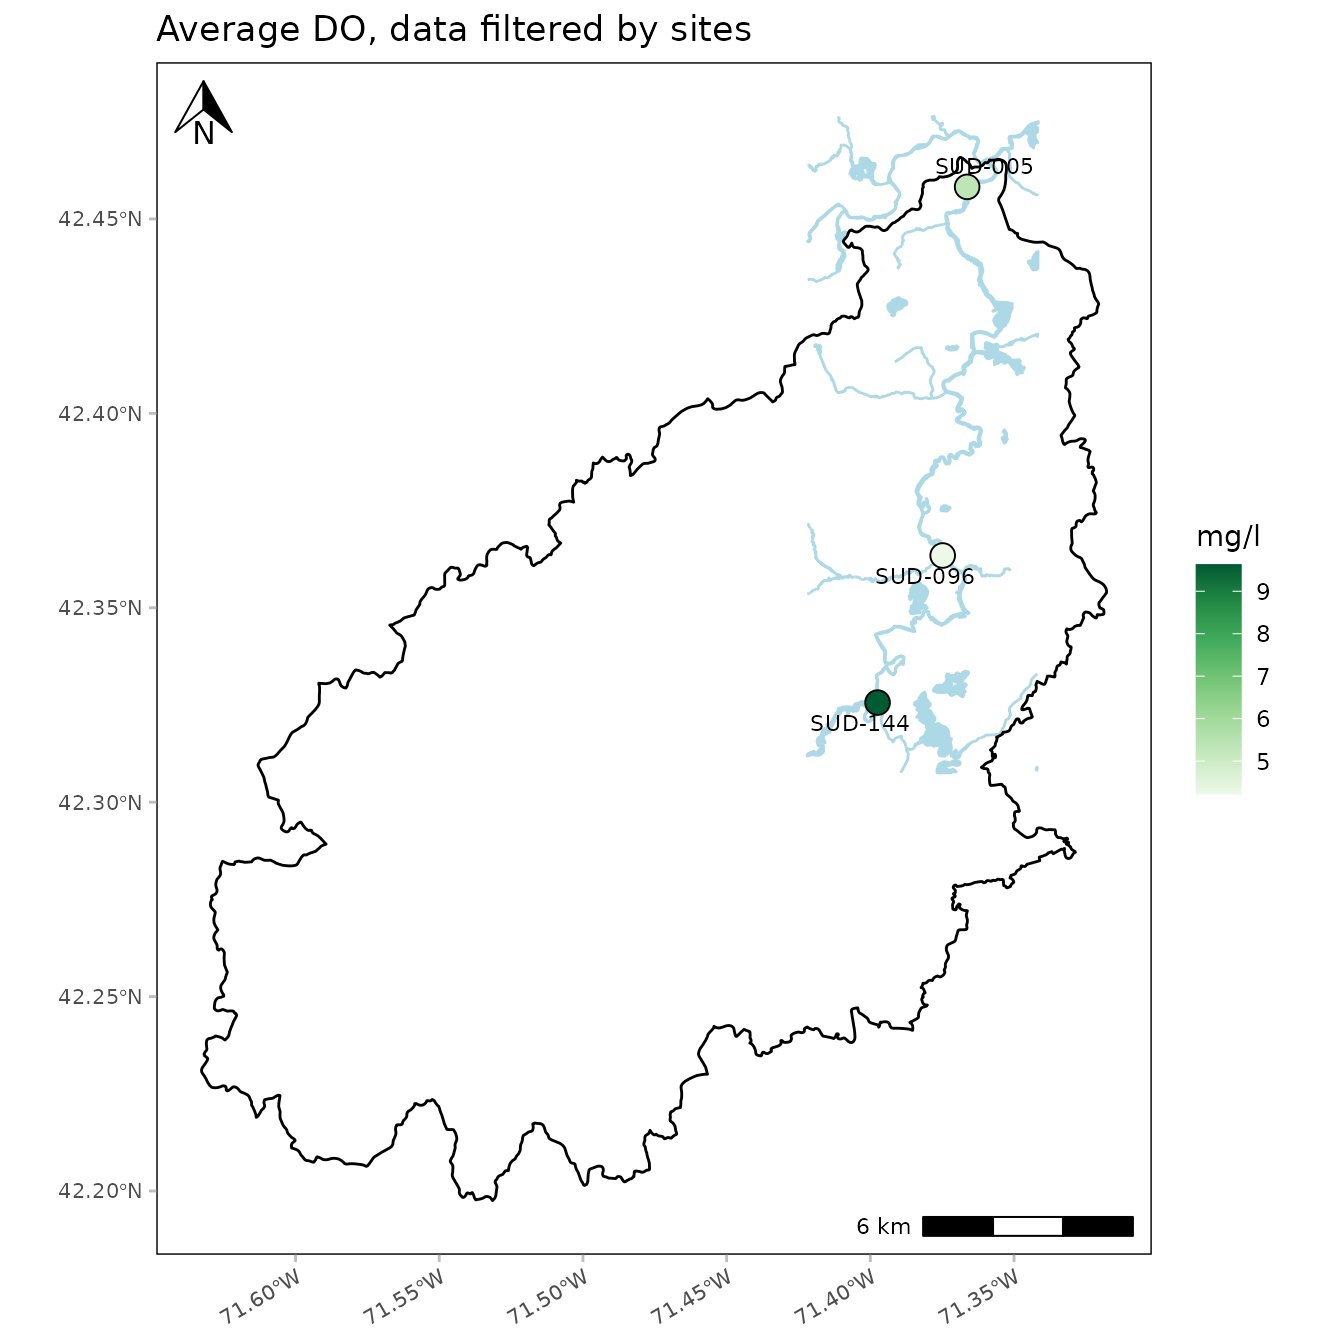 Average DO, data filtered by sites
N
SUD-005
42.45°N
42.40°N
SUD-096
42.35°N
SUD-144
42.30°N
42.25°N
42.20°N
6 km
71.60°W
71.55°W
71.50°W
71.45°W
71.40°W
71.35°W
mg/l
9
8
7
6
5